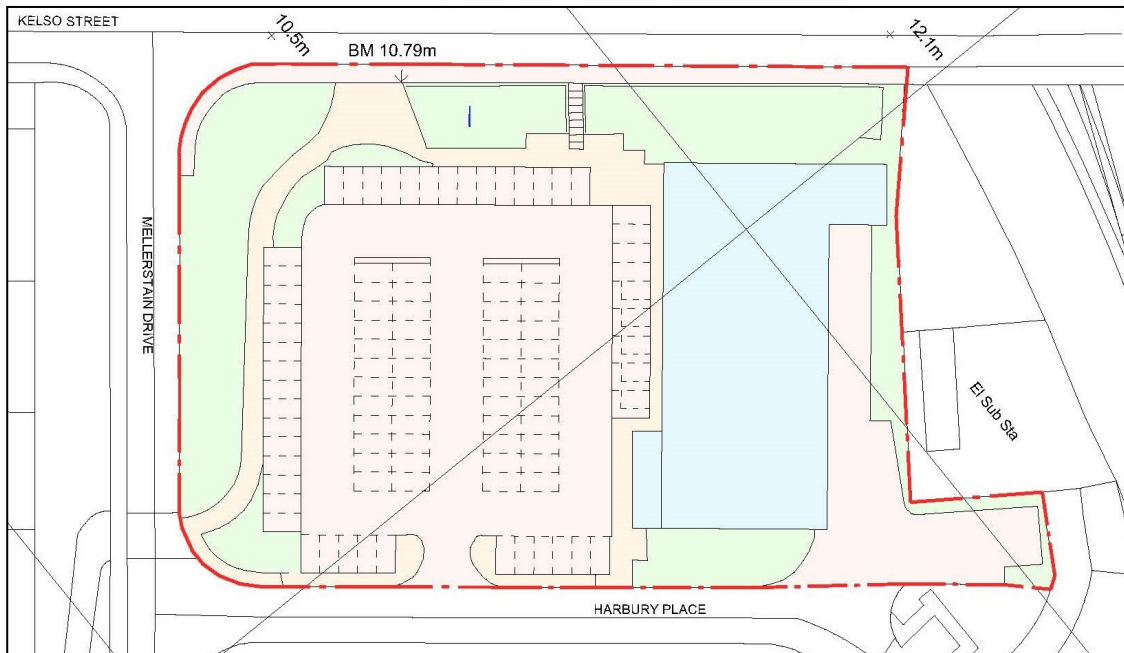 KELSO STREET
10.5m
BM 10.79m
12.1m
MELLERSTAIN DRIVE
El Sub Sta
HARBURY PLACE